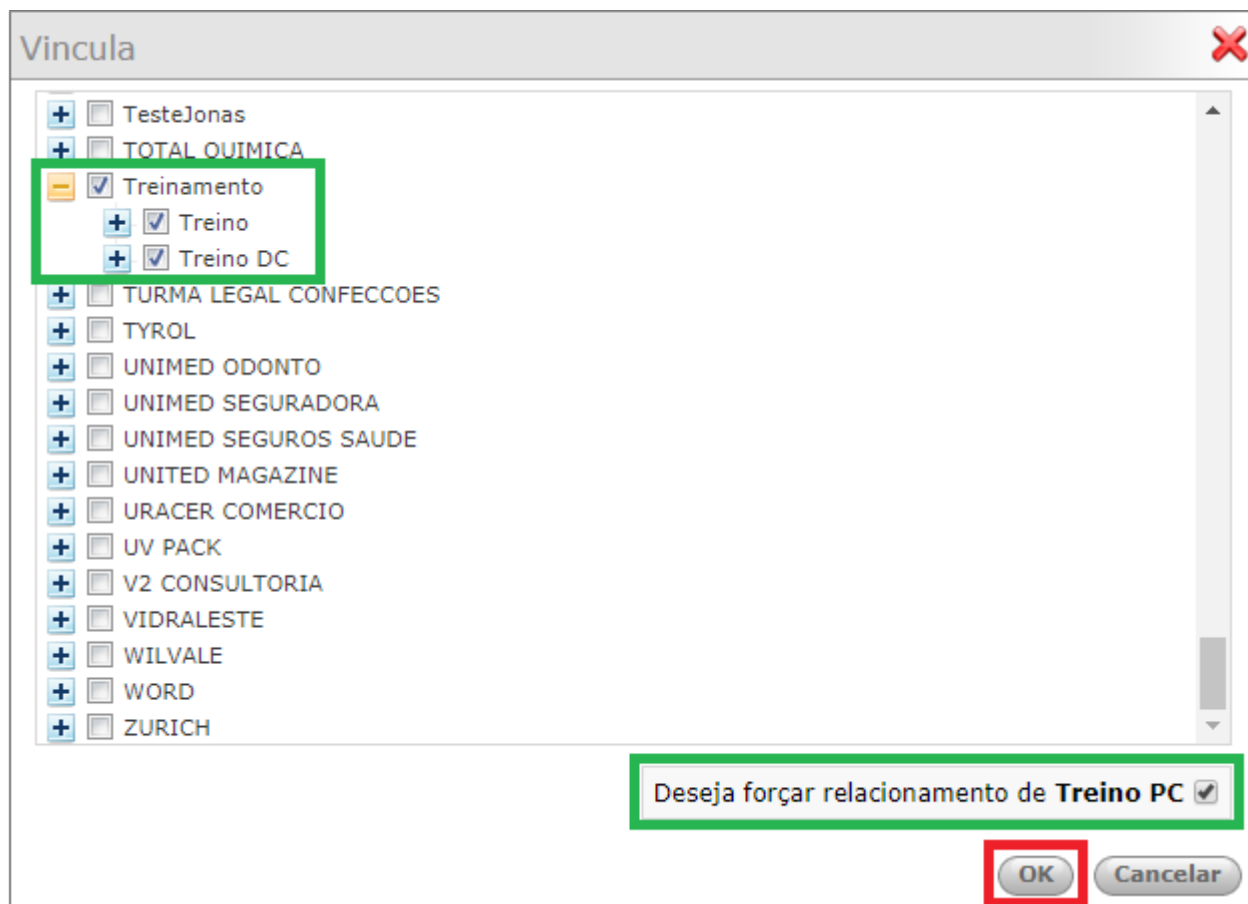 Vincula
TesteJonas
TOTAL QUIMICA
Treinamento
Treino
Treino DC
TURMA LEGAL CONFECCOES
TYROL
UNIMED ODONTO
UNIMED SEGURADORA
UNIMED SEGUROS SAUDE
UNITED MAGAZINE
URACER COMERCIO
UV PACK
V2 CONSULTORIA
VIDRALESTE
WILVALE
WORD
ZURICH
Deseja forçar relacionamento de Treino PC
OK Cancelar